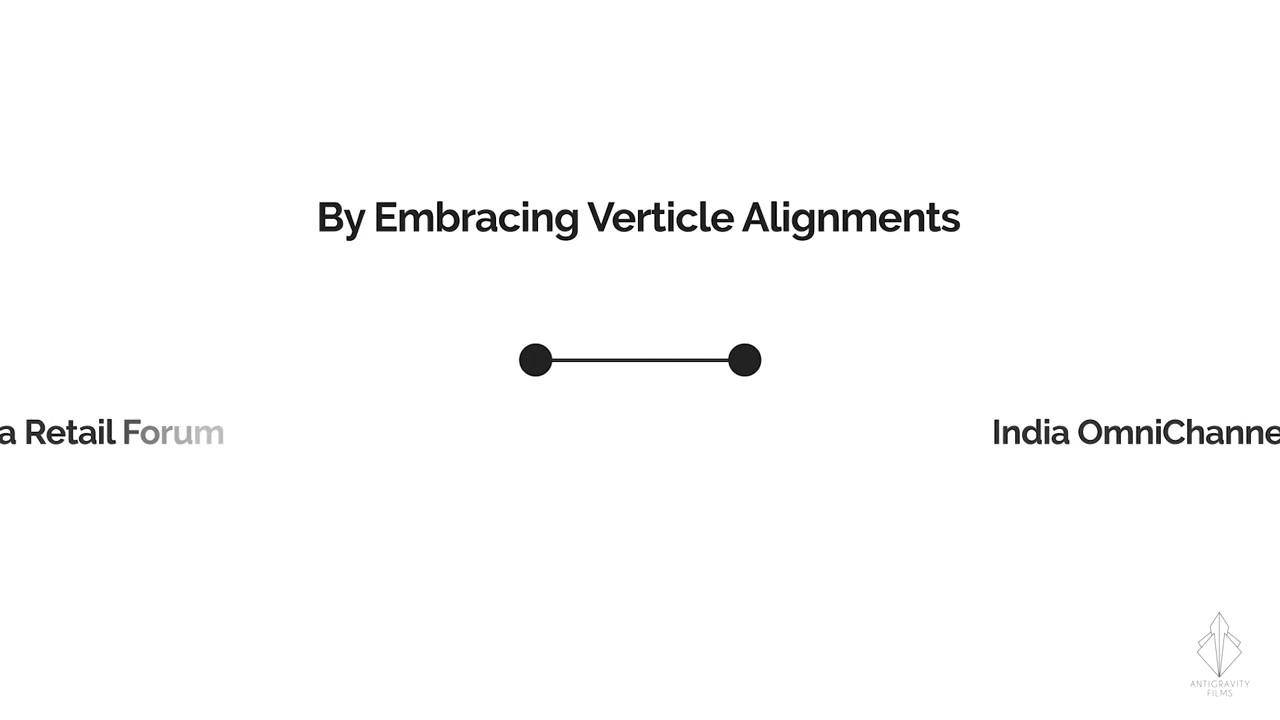 By Embracing Verticle Alignments
a Retail Forum
India OmniChanne
ANTIGRAVITY
FILMS